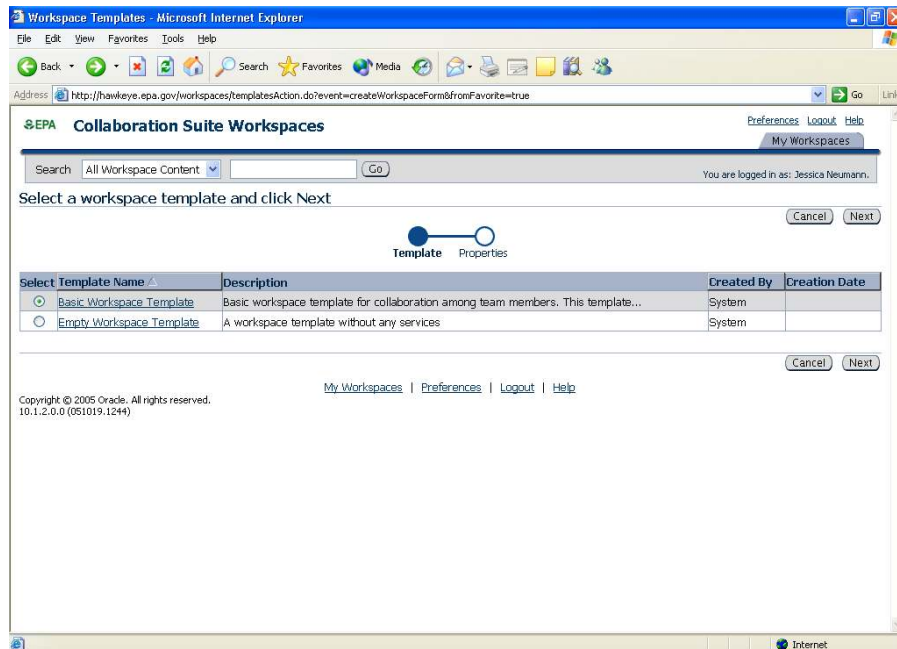 Workspace Templates - Microsoft Internet Explorer
File Edit View Favorites Tools Help
Back Search Favorites Media
Address http://hawkeye.epa.gov/workspaces/templatesAction.do?event=createWorkspaceForm&fromFavorite=true Go
EPA Collaboration Suite Workspaces Preferences Logout Help
My Workspaces
Search All Workspace Content Go You are logged in as: Jessica Neumann.
Select a workspace template and click Next
Cancel Next
Template Properties
Select Template Name Description Created By Creation Date
Basic Workspace Template Basic workspace template for collaboration among team members. This template... System
Empty Workspace Template A workspace template without any services System
Cancel Next
My Workspaces | Preferences | Logout | Help
Copyright © 2005 Oracle. All rights reserved.
10.1.2.0.0 (051019.1244)
Internet